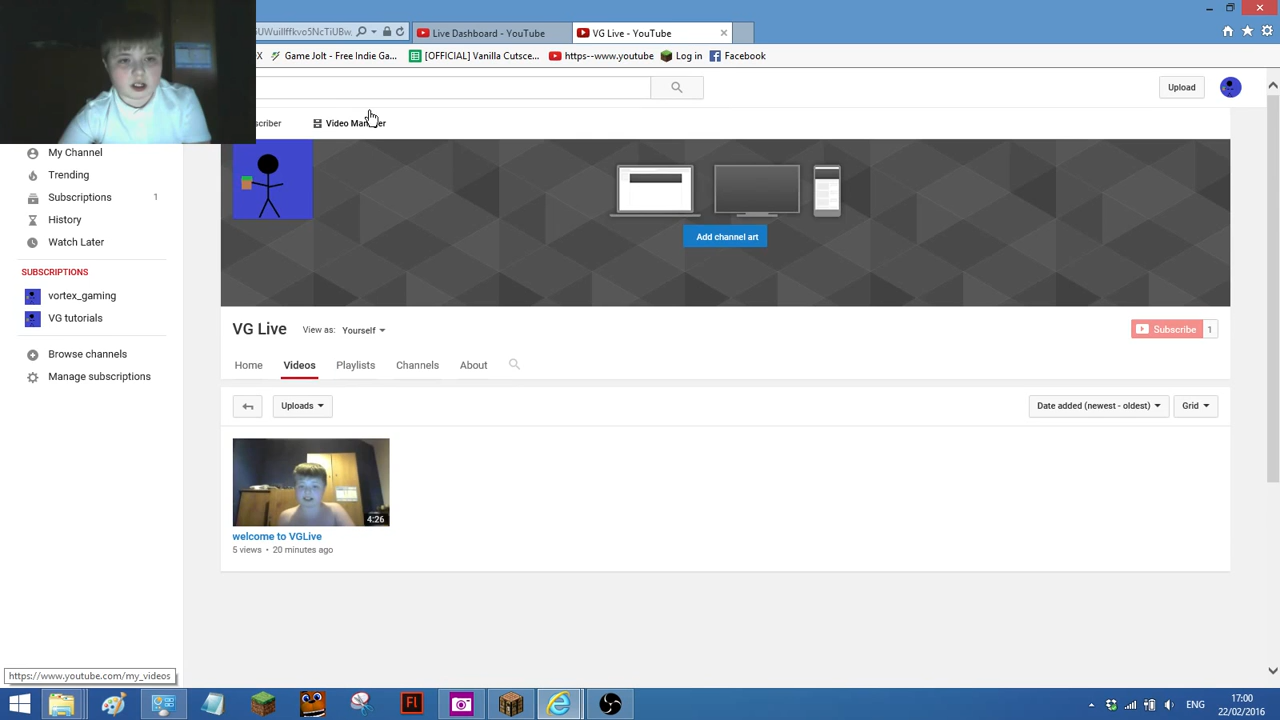 5UWuiIIffkvo5NcTiUBw.
Live Dashboard - YouTube
VG Live - YouTube
X
Game Jolt - Free Indie Ga...
[OFFICIAL] Vanilla Cutsce...
https--www.youtube
Log in
Facebook
Upload
scriber
Video Manager
My Channel
Trending
Subscriptions 1
History
Watch Later
SUBSCRIPTIONS
vortex_gaming
VG tutorials
Browse channels
Manage subscriptions
Add channel art
VG Live
View as: Yourself
Subscribe 1
Home Videos Playlists Channels About
Uploads
Date added (newest - oldest)
Grid
4:26
welcome to VGLive
5 views • 20 minutes ago
https://www.youtube.com/my_videos
Fl
ENG
17:00
22/02/2016